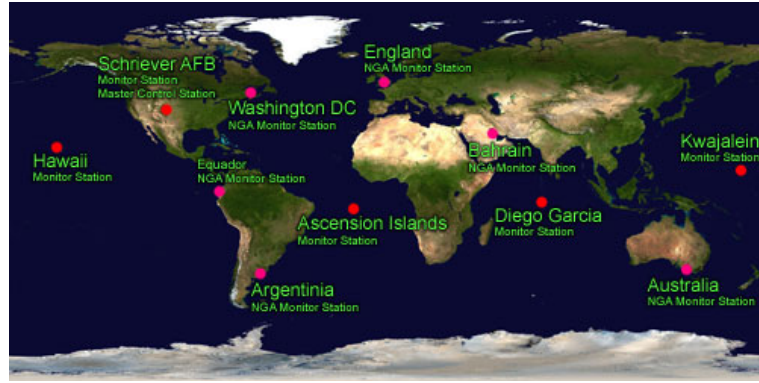 Schriever AFB
Monitor Station
Master Control Station
England
NGA Monitor Station
Washington DC
NGA Monitor Station
Hawaii
Monitor Station
Equador
NGA Monitor Station
Bahrain
NGA Monitor Station
Kwajalein
Monitor Station
Ascension Islands
Monitor Station
Diego Garcia
Monitor Station
Argentinia
NGA Monitor Station
Australia
NGA Monitor Station